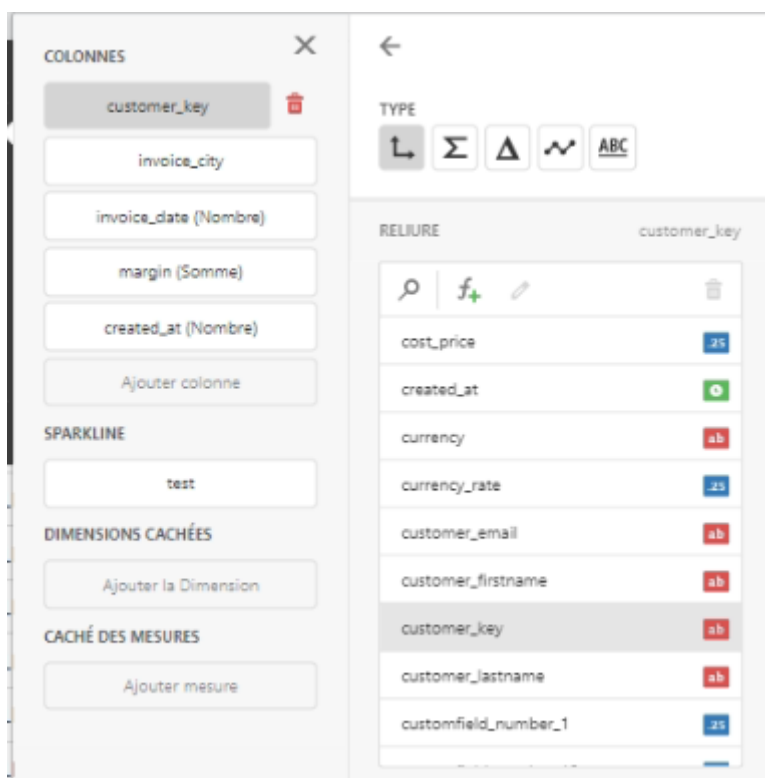 COLONNES
customer_key
invoice_city
invoice_date (Nombre)
margin (Somme)
created_at (Nombre)
Ajouter colonne
SPARKLINE
test
DIMENSIONS CACHÉES
Ajouter la Dimension
CACHÉ DES MESURES
Ajouter mesure
TYPE
Σ Δ ABC
RELIURE customer_key
f+
cost_price .25
created_at
currency ab
currency_rate .25
customer_email ab
customer_firstname ab
customer_key ab
customer_lastname ab
customfield_number_1 .25